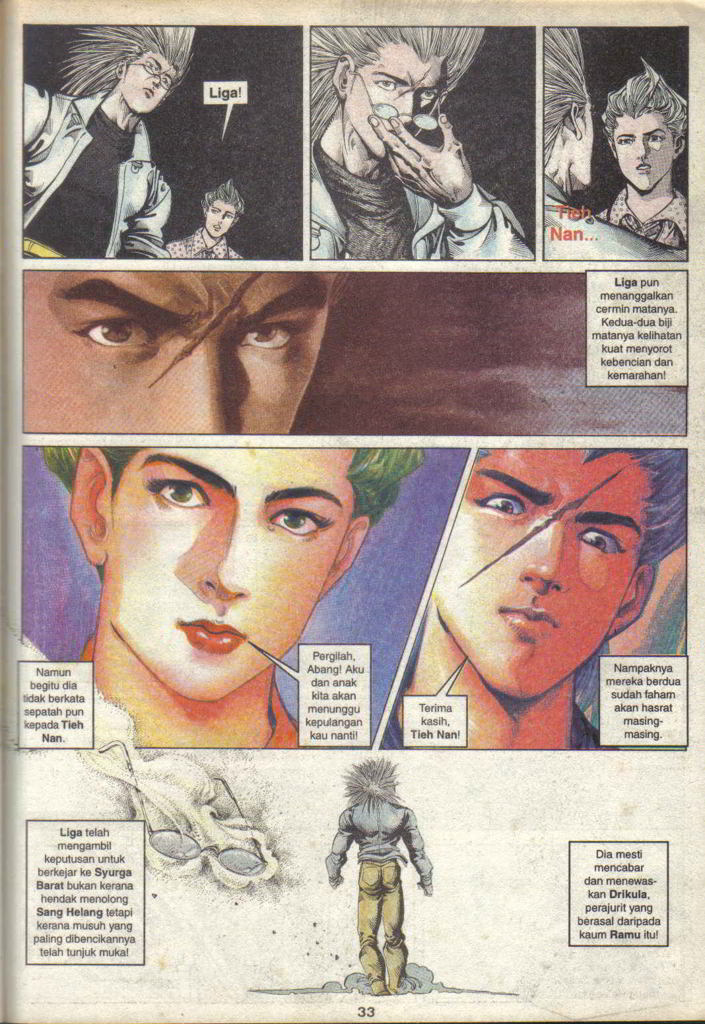 Liga!
Tieh
Nan...
Liga pun
menanggalkan
cermin matanya.
Kedua-dua biji
matanya kelihatan
kuat menyorot
kebencian dan
kemarahan!
Namun
begitu dia
tidak berkata
sepatah pun
kepada Tieh
Nan.
Pergilah,
Abang! Aku
dan anak
kita akan
menunggu
kepulangan
kau nanti!
Terima
kasih,
Tieh Nan!
Nampaknya
mereka berdua
sudah faham
akan hasrat
masing-
masing.
Liga telah
mengambil
keputusan untuk
berkejar ke Syurga
Barat bukan kerana
hendak menolong
Sang Helang tetapi
kerana musuh yang
paling dibencikannya
telah tunjuk muka!
Dia mesti
mencabar
dan menewas-
kan Drikula,
perajurit yang
berasal daripada
kaum Ramu itu!
33